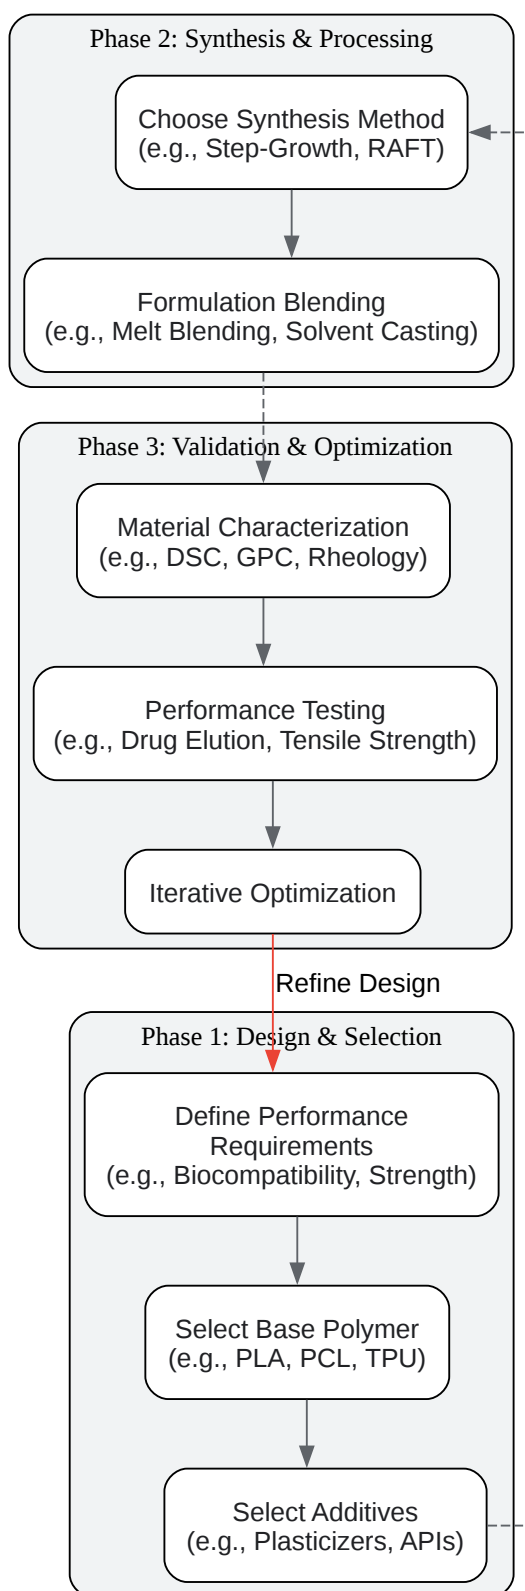 Phase 2: Synthesis & Processing
Choose Synthesis Method
(e.g., Step-Growth, RAFT)
Formulation Blending
(e.g., Melt Blending, Solvent Casting)
Phase 3: Validation & Optimization
Material Characterization
(e.g., DSC, GPC, Rheology)
Performance Testing
(e.g., Drug Elution, Tensile Strength)
Iterative Optimization
Refine Design
Phase 1: Design & Selection
Define Performance
Requirements
(e.g., Biocompatibility, Strength)
Select Base Polymer
(e.g., PLA, PCL, TPU)
Select Additives
(e.g., Plasticizers, APIs)